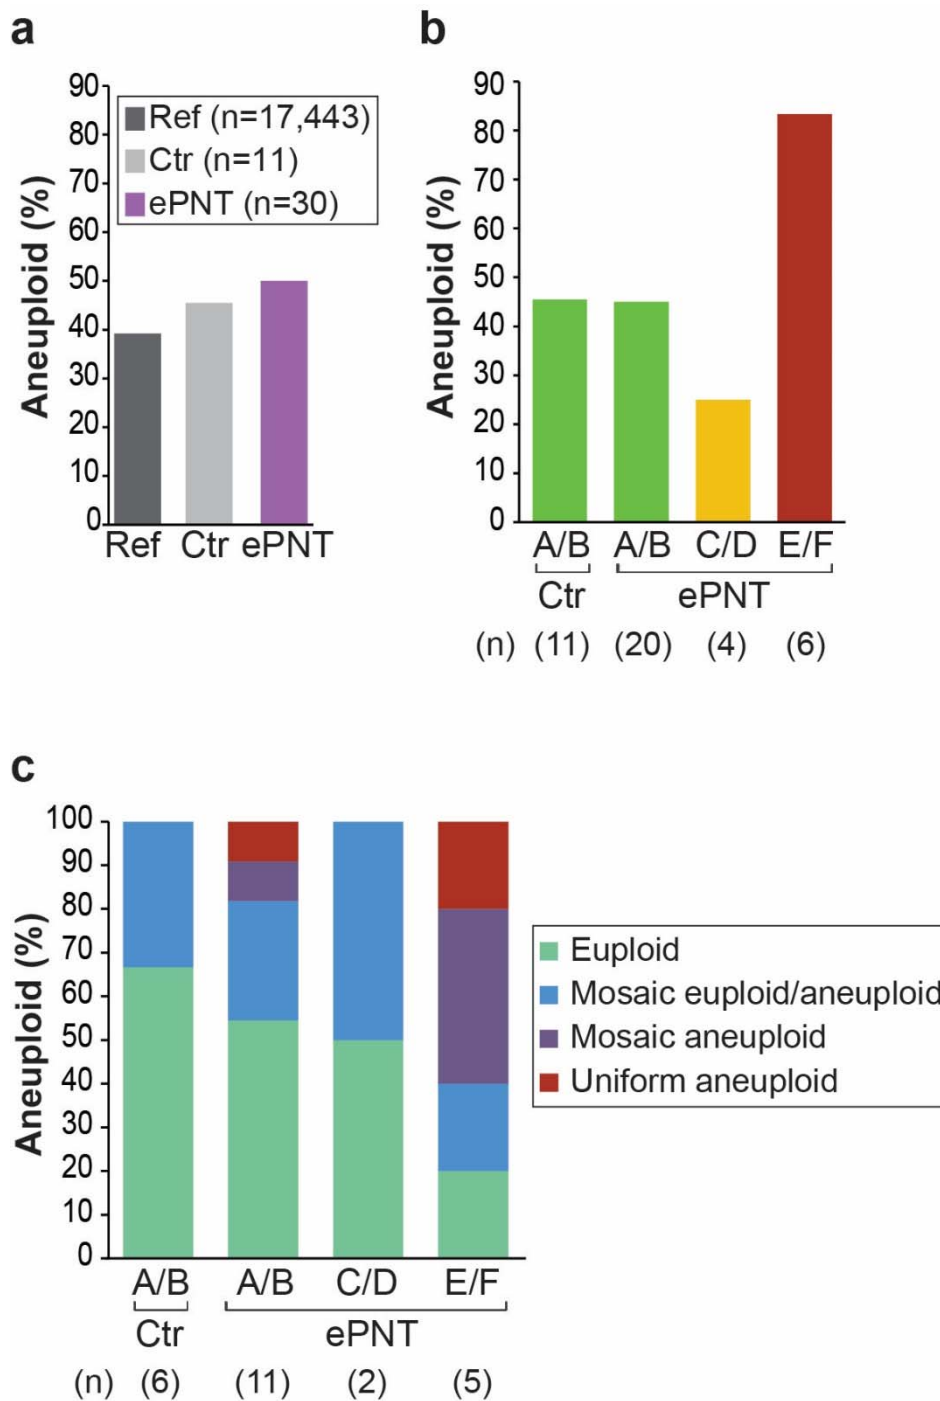 a
Aneuploid (%)
90
80
70
60
50
40
30
20
10
0
Ref (n=17,443)
Ctr (n=11)
ePNT (n=30)
Ref Ctr ePNT
b
Aneuploid (%)
90
80
70
60
50
40
30
20
10
0
A/B A/B C/D E/F
Ctr ePNT
(n) (11) (20) (4) (6)
c
Aneuploid (%)
100
90
80
70
60
50
40
30
20
10
0
Euploid
Mosaic euploid/aneuploid
Mosaic aneuploid
Uniform aneuploid
A/B A/B C/D E/F
Ctr ePNT
(n) (6) (11) (2) (5)